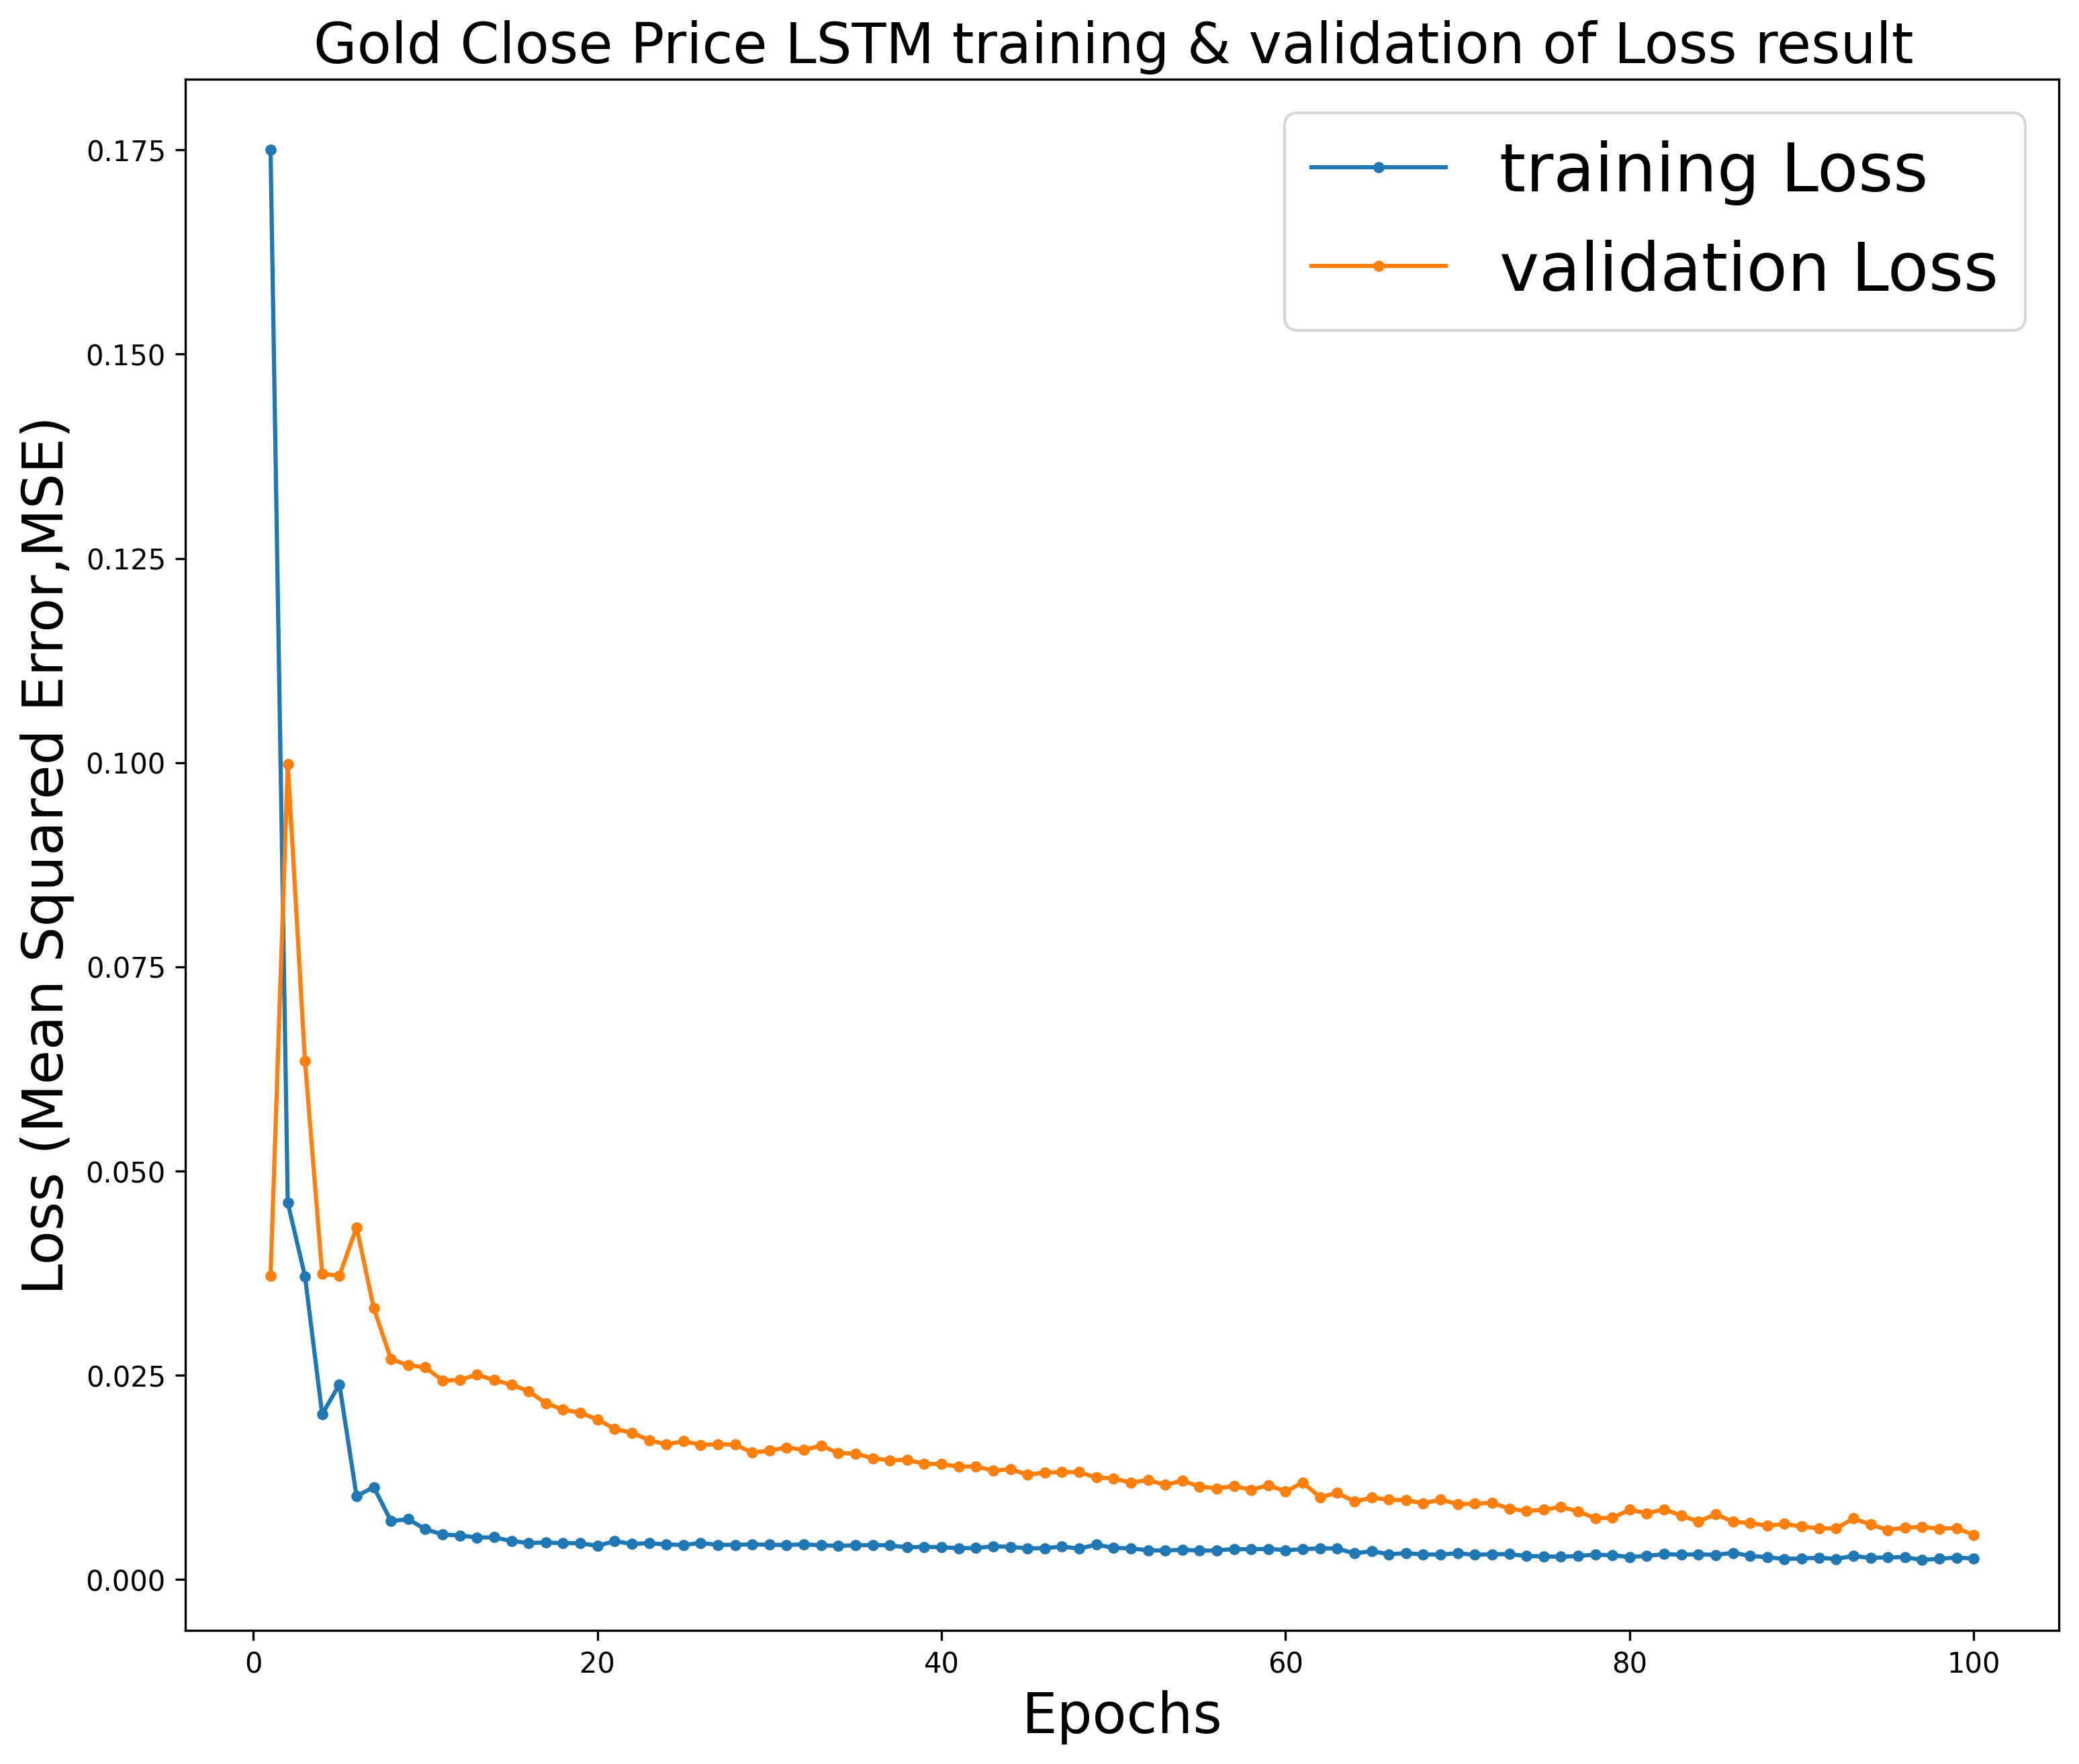 Gold Close Price LSTM training & validation of Loss result
training Loss
validation Loss
Loss (Mean Squared Error,MSE)
0.175
0.150
0.125
0.100
0.075
0.050
0.025
0.000
0 20 40 60 80 100
Epochs